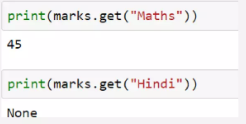 print(marks.get("Maths"))
45
print(marks.get("Hindi"))
None